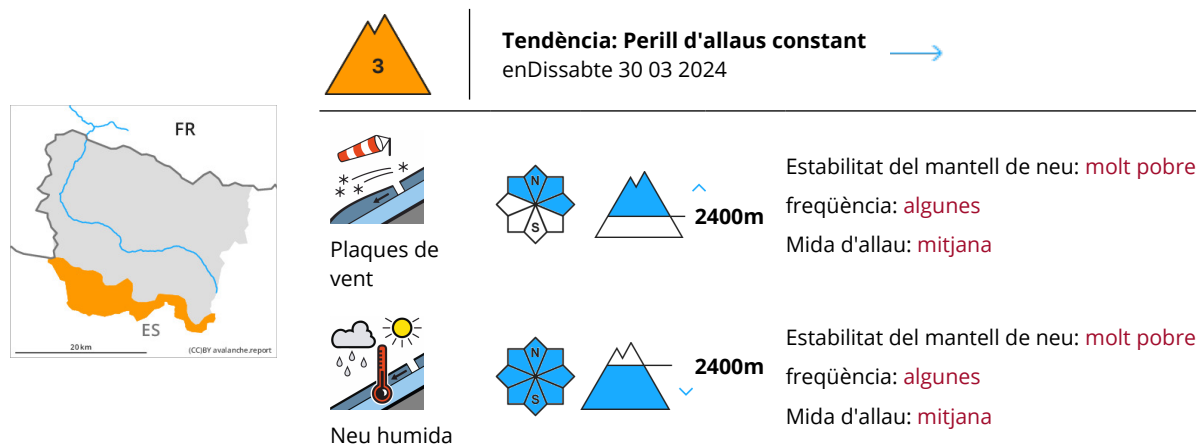 3
Tendència: Perill d'allaus constant
enDissabte 30 03 2024
FR
ES
20 km
(CC)BY avalanche.report
Plaques de
vent
N
S
2400m
Estabilitat del mantell de neu: molt pobre
freqüència: algunes
Mida d'allau: mitjana
Neu humida
N
S
2400m
Estabilitat del mantell de neu: molt pobre
freqüència: algunes
Mida d'allau: mitjana